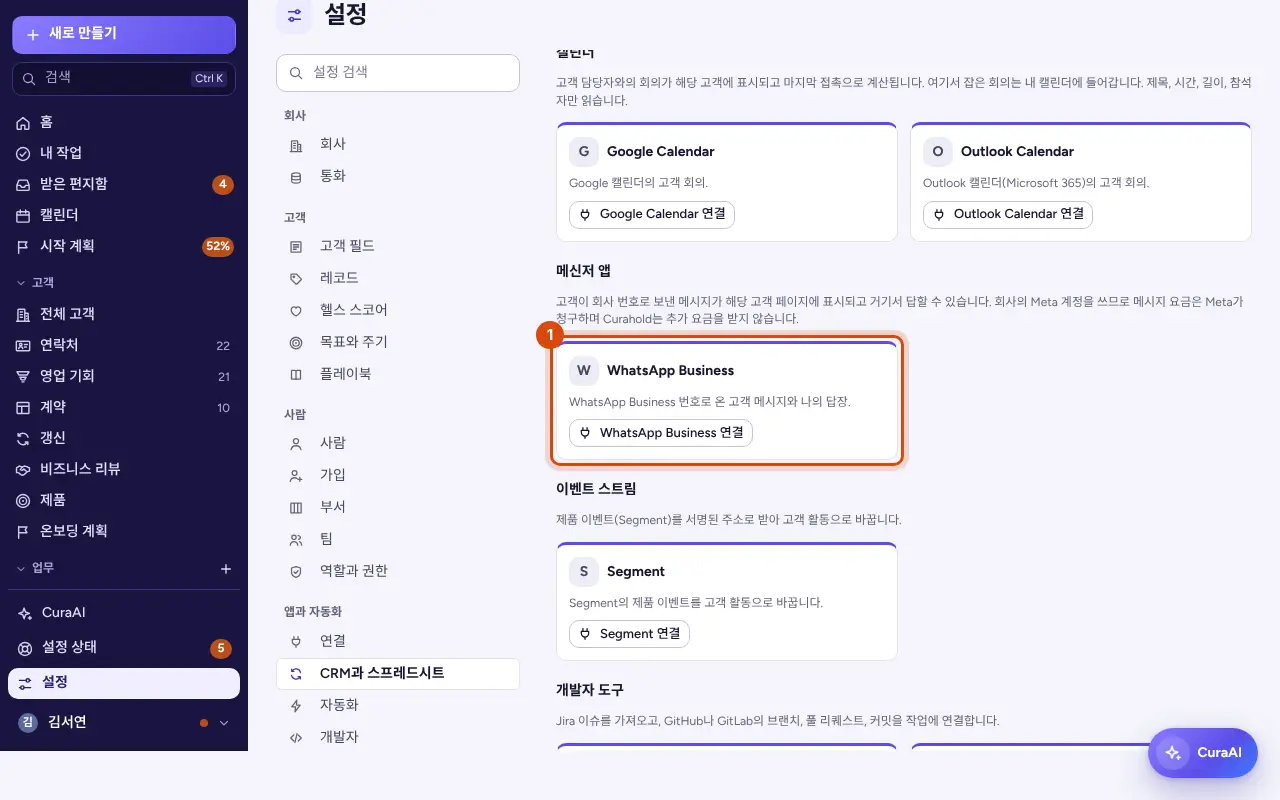 새로 만들기
검색
Ctrl K
홈
내 작업
받은 편지함
4
캘린더
시작 계획
52%
고객
전체 고객
연락처
22
영업 기회
21
계약
10
갱신
비즈니스 리뷰
제품
온보딩 계획
업무
CuraAI
설정 상태
5
설정
김
김서연
설정
설정 검색
회사
회사
통화
고객
고객 필드
레코드
헬스 스코어
목표와 주기
플레이북
사람
사람
가입
부서
팀
역할과 권한
앱과 자동화
연결
CRM과 스프레드시트
자동화
개발자
캘린더
고객 담당자와의 회의가 해당 고객에 표시되고 마지막 접촉으로 계산됩니다. 여기서 잡은 회의는 내 캘린더에 들어갑니다. 제목, 시간, 길이, 참석
자만 읽습니다.
G
Google Calendar
Google 캘린더의 고객 회의.
Google Calendar 연결
O
Outlook Calendar
Outlook 캘린더(Microsoft 365)의 고객 회의.
Outlook Calendar 연결
메신저 앱
고객이 회사 번호로 보낸 메시지가 해당 고객 페이지에 표시되고 거기서 답할 수 있습니다. 회사의 Meta 계정을 쓰므로 메시지 요금은 Meta가
청구하며 Curahold는 추가 요금을 받지 않습니다.
1
W
WhatsApp Business
WhatsApp Business 번호로 온 고객 메시지와 나의 답장.
WhatsApp Business 연결
이벤트 스트림
제품 이벤트(Segment)를 서명된 주소로 받아 고객 활동으로 바꿉니다.
S
Segment
Segment의 제품 이벤트를 고객 활동으로 바꿉니다.
Segment 연결
개발자 도구
Jira 이슈를 가져오고, GitHub나 GitLab의 브랜치, 풀 리퀘스트, 커밋을 작업에 연결합니다.
CuraAI